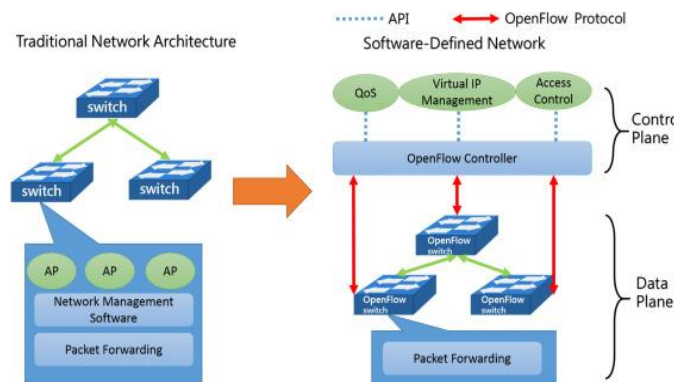 API
OpenFlow Protocol
Traditional Network Architecture
Software-Defined Network
switch
switch
switch
AP
AP
AP
Network Management
Software
Packet Forwarding
QoS
Virtual IP
Management
Access
Control
OpenFlow Controller
Contro
Plane
OpenFlow
switch
OpenFlow
switch
OpenFlow
switch
Data
Plane
Packet Forwarding